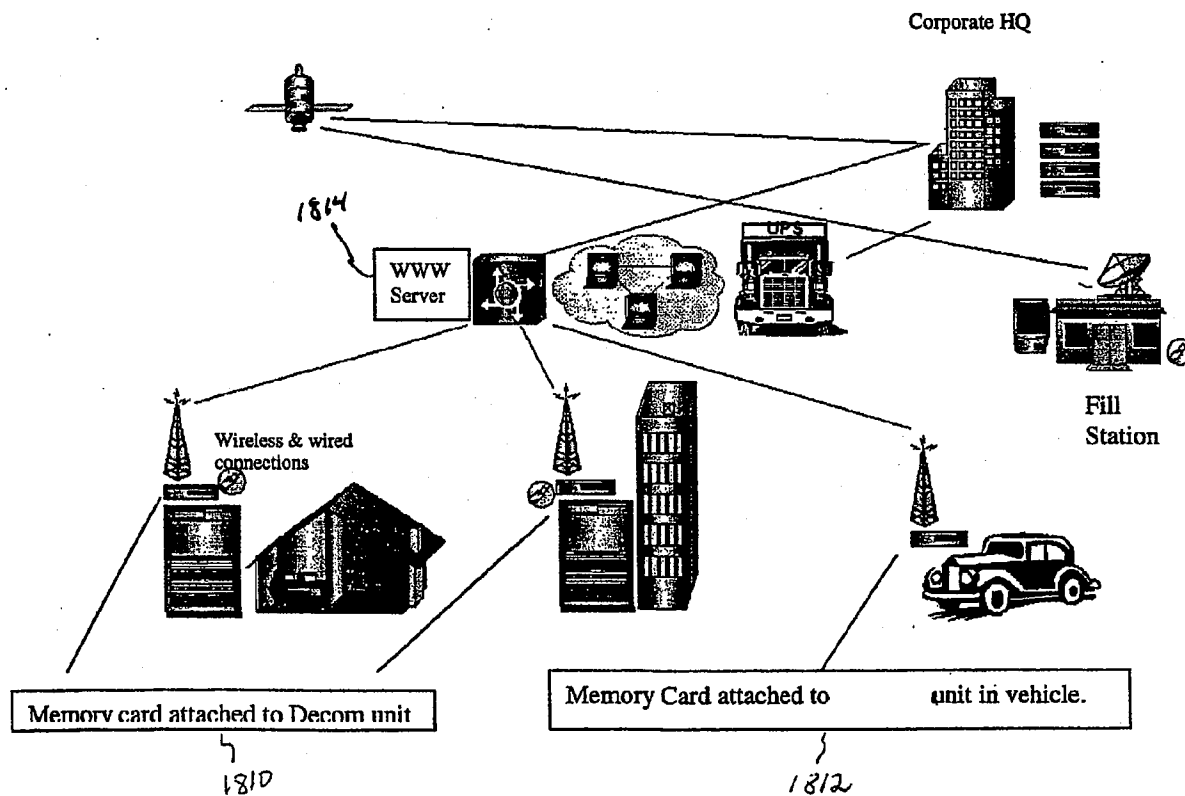 Corporate HQ
1814
UPS
WWW
Server
Fill
Station
Wireless & wired
connections
Memory card attached to Decom unit
Memory Card attached to unit in vehicle.
1810
1812